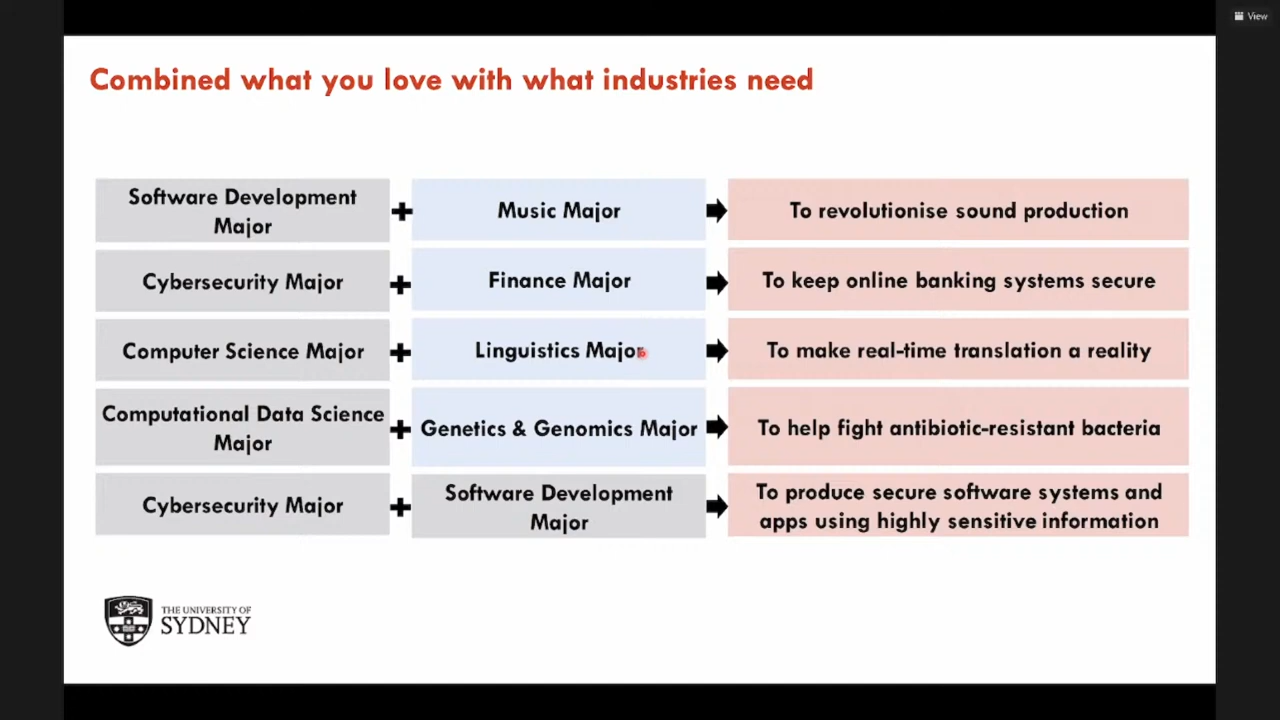 View
Combined what you love with what industries need
Software Development
Major
+
Music Major
To revolutionise sound production
Cybersecurity Major
+
Finance Major
To keep online banking systems secure
Computer Science Major
+
Linguistics Major
To make real-time translation a reality
Computational Data Science
Major
+
Genetics & Genomics Major
To help fight antibiotic-resistant bacteria
Cybersecurity Major
+
Software Development
Major
To produce secure software systems and
apps using highly sensitive information
THE UNIVERSITY OF
SYDNEY